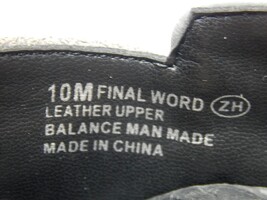 10M FINAL WORD ZH
LEATHER UPPER
BALANCE MAN MADE
MADE IN CHINA